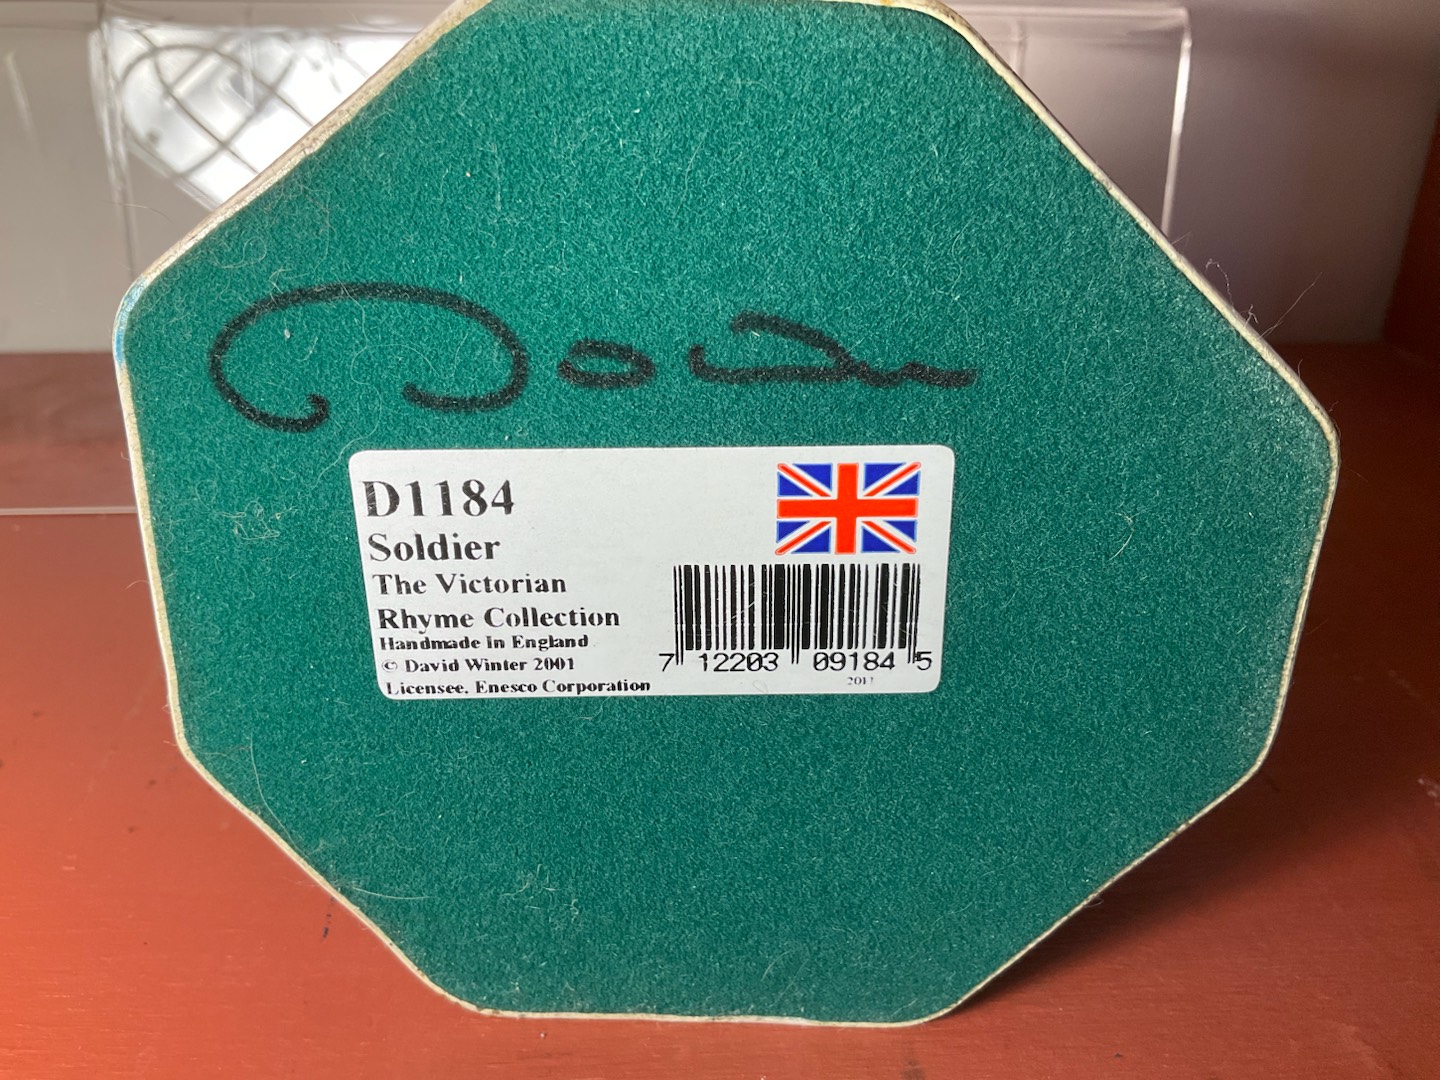 D1184
Soldier
The Victorian
Rhyme Collection
Handmade In England
© David Winter 2001
Licensee. Enesco Corporation
7 12203 09184 5